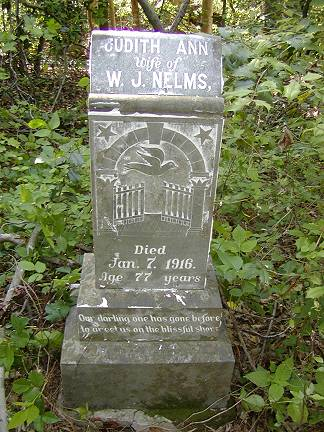 CUDITH ANN
Wife of
W. J. NELMS,
Died
Jan. 7, 1916.
Age 77 years
Our darling one has gone before
to greet us on the blissful shore